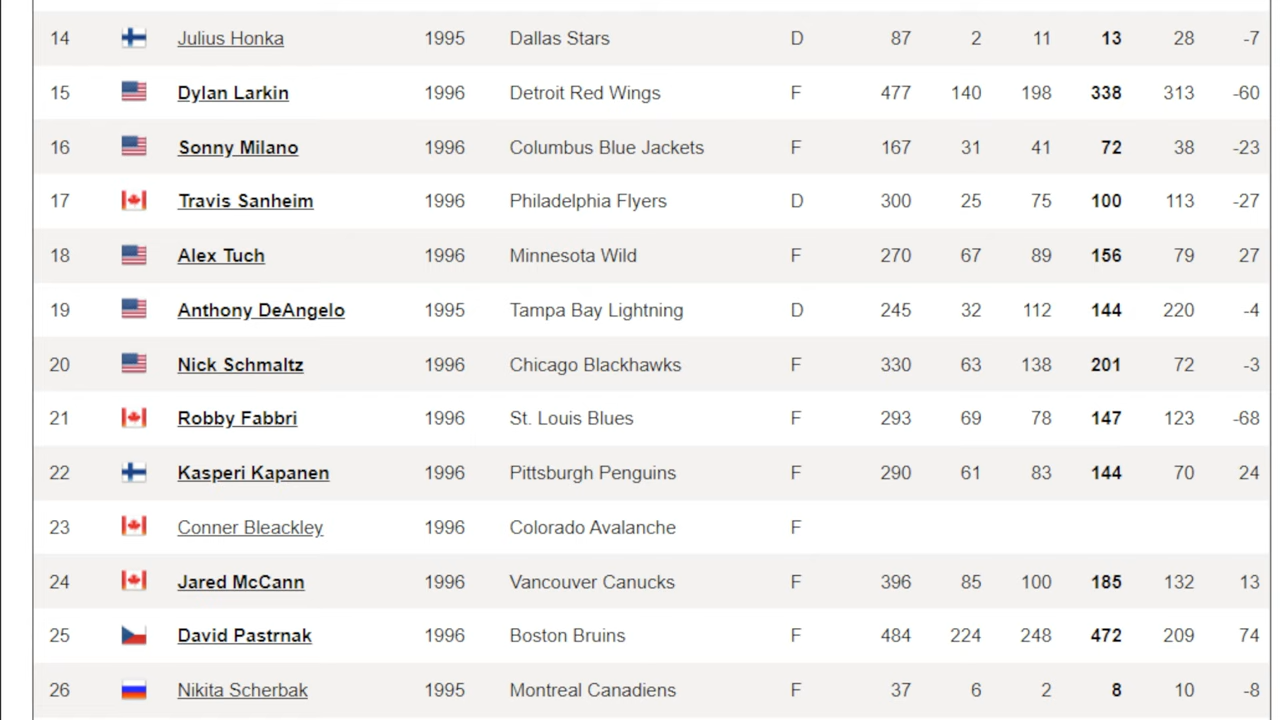 14 Julius Honka 1995 Dallas Stars D 87 2 11 13 28 -7
15 Dylan Larkin 1996 Detroit Red Wings F 477 140 198 338 313 -60
16 Sonny Milano 1996 Columbus Blue Jackets F 167 31 41 72 38 -23
17 Travis Sanheim 1996 Philadelphia Flyers D 300 25 75 100 113 -27
18 Alex Tuch 1996 Minnesota Wild F 270 67 89 156 79 27
19 Anthony DeAngelo 1995 Tampa Bay Lightning D 245 32 112 144 220 -4
20 Nick Schmaltz 1996 Chicago Blackhawks F 330 63 138 201 72 -3
21 Robby Fabbri 1996 St. Louis Blues F 293 69 78 147 123 -68
22 Kasperi Kapanen 1996 Pittsburgh Penguins F 290 61 83 144 70 24
23 Conner Bleackley 1996 Colorado Avalanche F
24 Jared McCann 1996 Vancouver Canucks F 396 85 100 185 132 13
25 David Pastrnak 1996 Boston Bruins F 484 224 248 472 209 74
26 Nikita Scherbak 1995 Montreal Canadiens F 37 6 2 8 10 -8